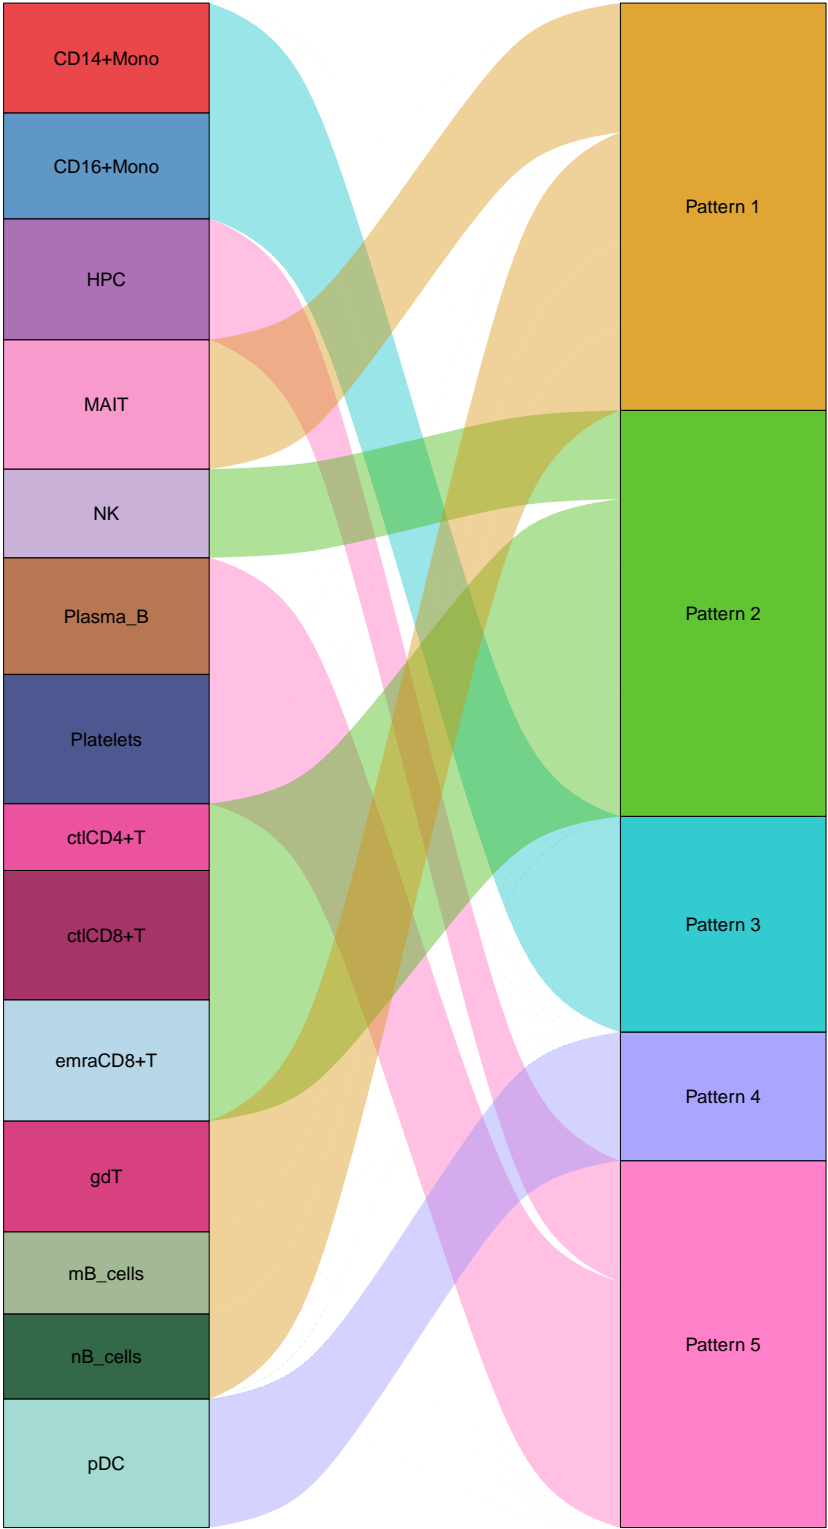 CD14+Mono
CD16+Mono
HPC
MAIT
NK
Plasma_B
Platelets
ctlCD4+T
ctlCD8+T
emraCD8+T
gdT
mB_cells
nB_cells
pDC
Pattern 1
Pattern 2
Pattern 3
Pattern 4
Pattern 5